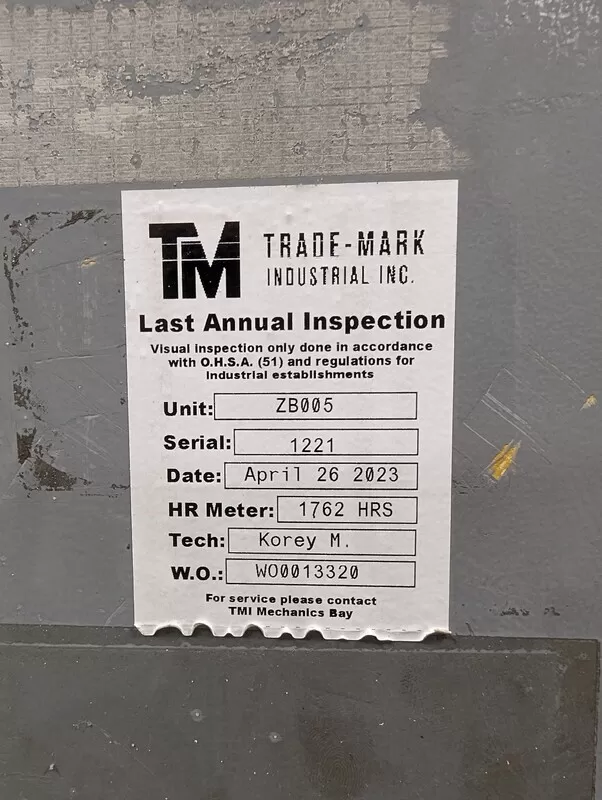 TM
TRADE-MARK
INDUSTRIAL INC.
Last Annual Inspection
Visual inspection only done in accordance
with O.H.S.A. (51) and regulations for
industrial establishments
Unit: ZB005
Serial: 1221
Date: April 26 2023
HR Meter: 1762 HRS
Tech: Korey M.
W.O.: WO0013320
For service please contact
TMI Mechanics Bay